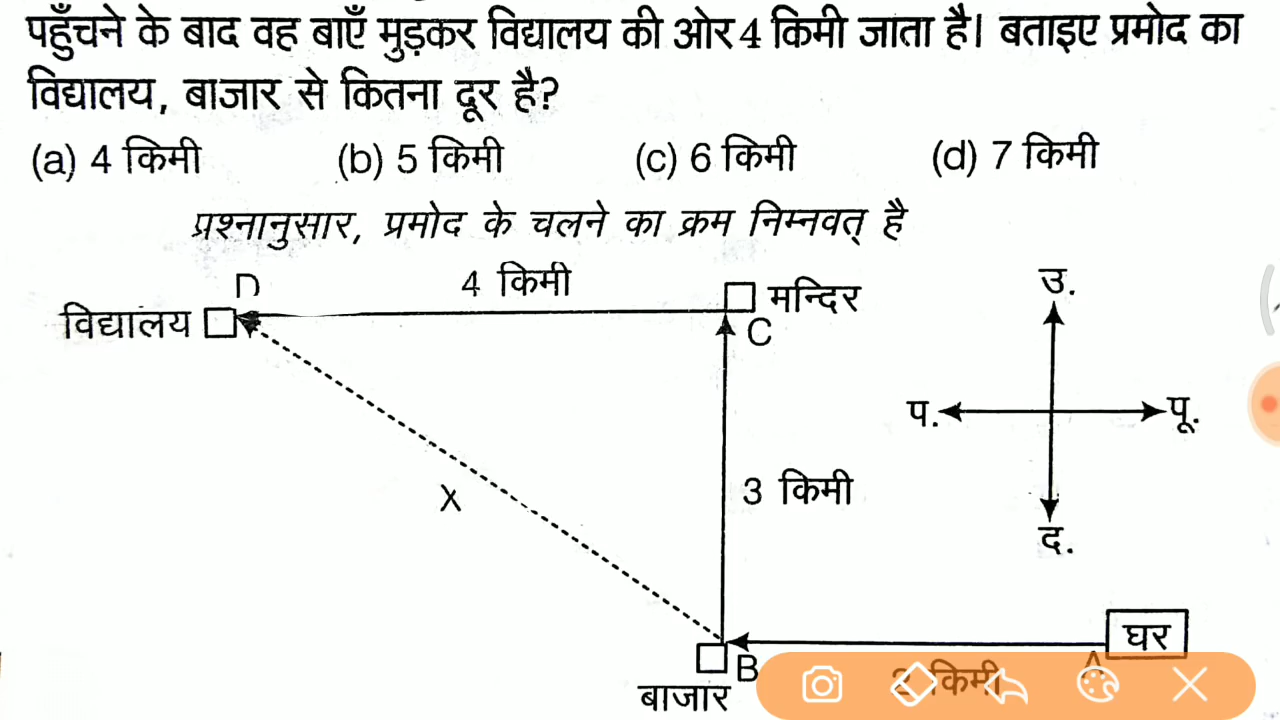 पहुँचने के बाद वह बाएँ मुड़कर विद्यालय की ओर 4 किमी जाता है। बताइए प्रमोद का
विद्यालय, बाजार से कितना दूर है?
(a) 4 किमी (b) 5 किमी (c) 6 किमी (d) 7 किमी
प्रश्नानुसार, प्रमोद के चलने का क्रम निम्नवत् है
D 4 किमी उ.
विद्यालय मन्दिर
C
प. पू.
X 3 किमी
द.
घर
B A
बाजार किमी